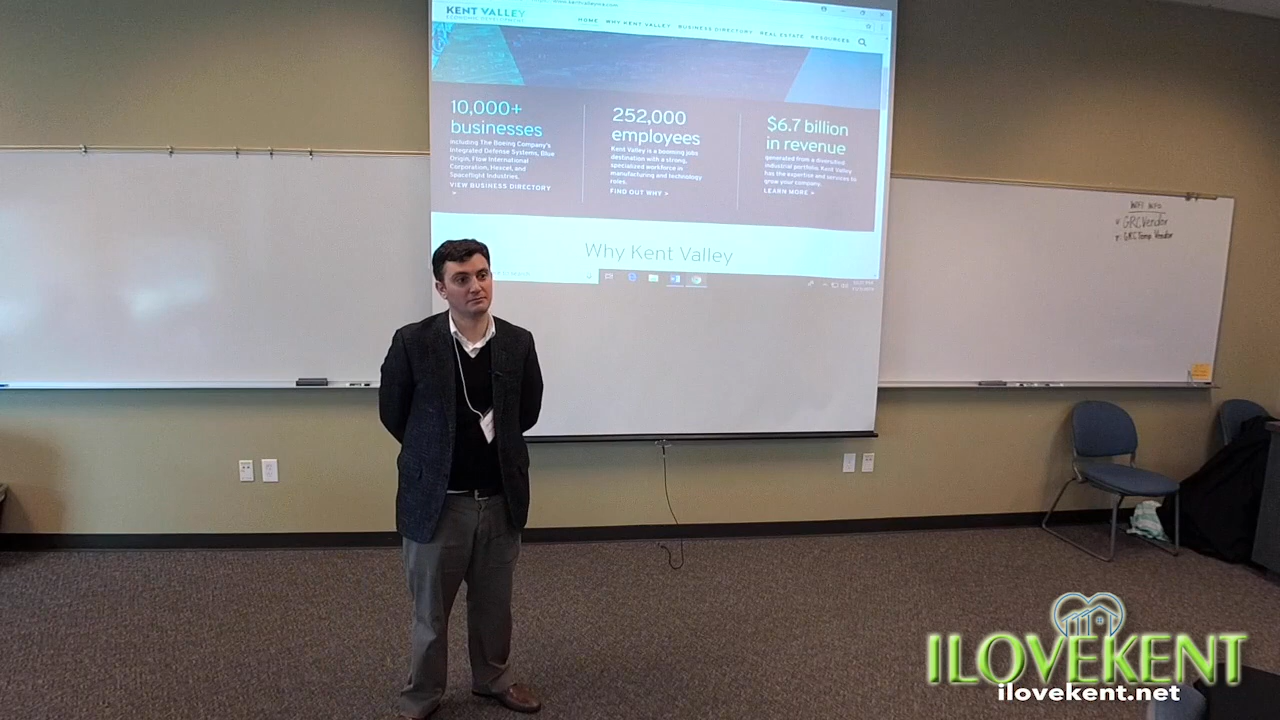 KENT VALLEY
ECONOMIC DEVELOPMENT
HOME WHY KENT VALLEY BUSINESS DIRECTORY REAL ESTATE RESOURCES
10,000+
businesses
including The Boeing Company's
Integrated Defense Systems, Blue
Origin, Flow International
Corporation, Hexcel, and
Spaceflight Industries.
VIEW BUSINESS DIRECTORY
>
252,000
employees
Kent Valley is a booming jobs
destination with a strong,
specialized workforce in
manufacturing and technology
roles.
FIND OUT WHY >
$6.7 billion
in revenue
generated from a diversified
industrial portfolio. Kent Valley
has the expertise and services to
grow your company.
LEARN MORE >
Why Kent Valley
GRCVendor
Vendor
ILOVEKENT
ilovekent.net